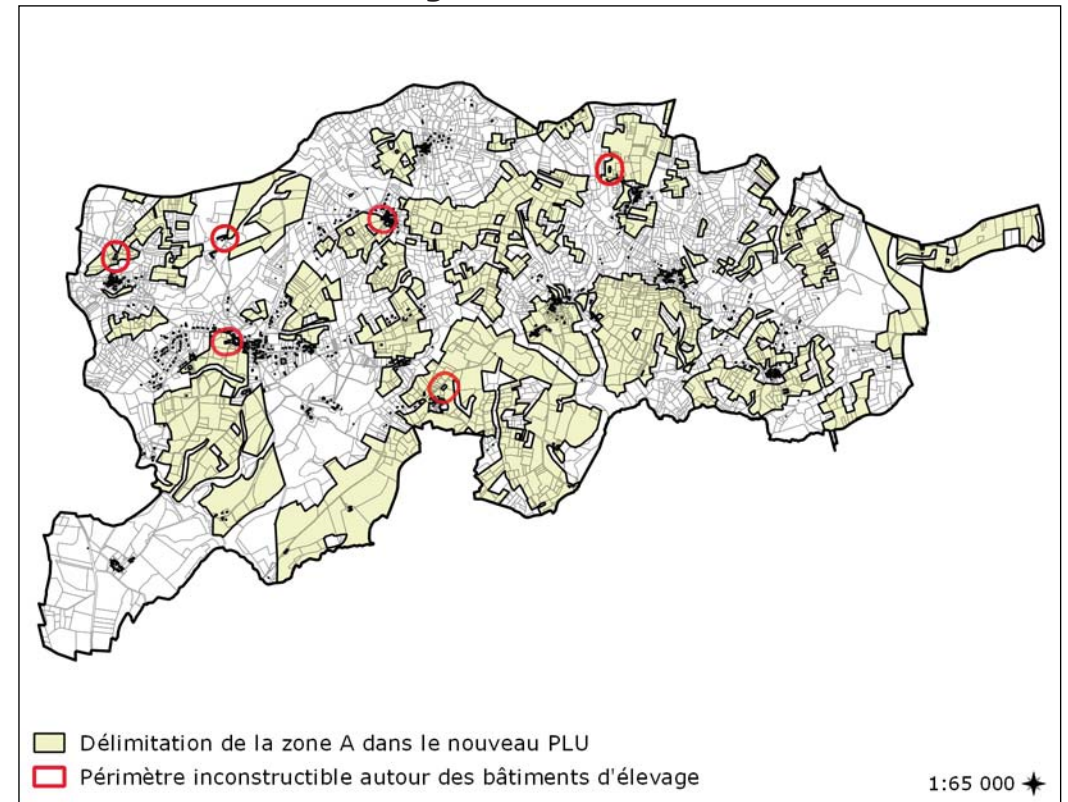 Délimitation de la zone A dans le nouveau PLU
Périmètre inconstructible autour des bâtiments d'élevage
1:65 000